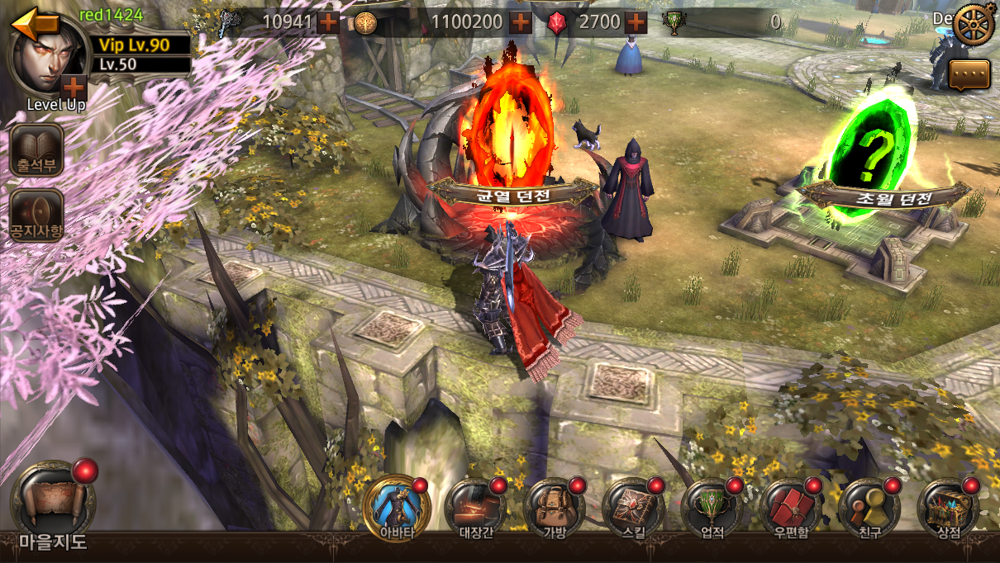 red1424
10941
1100200
2700
0
De
Vip Lv.90
Lv.50
Level Up
출석부
공지사항
균열 던전
?
초월 던전
마을지도
아바타
대장간
가방
스킬
업적
우편함
친구
상점